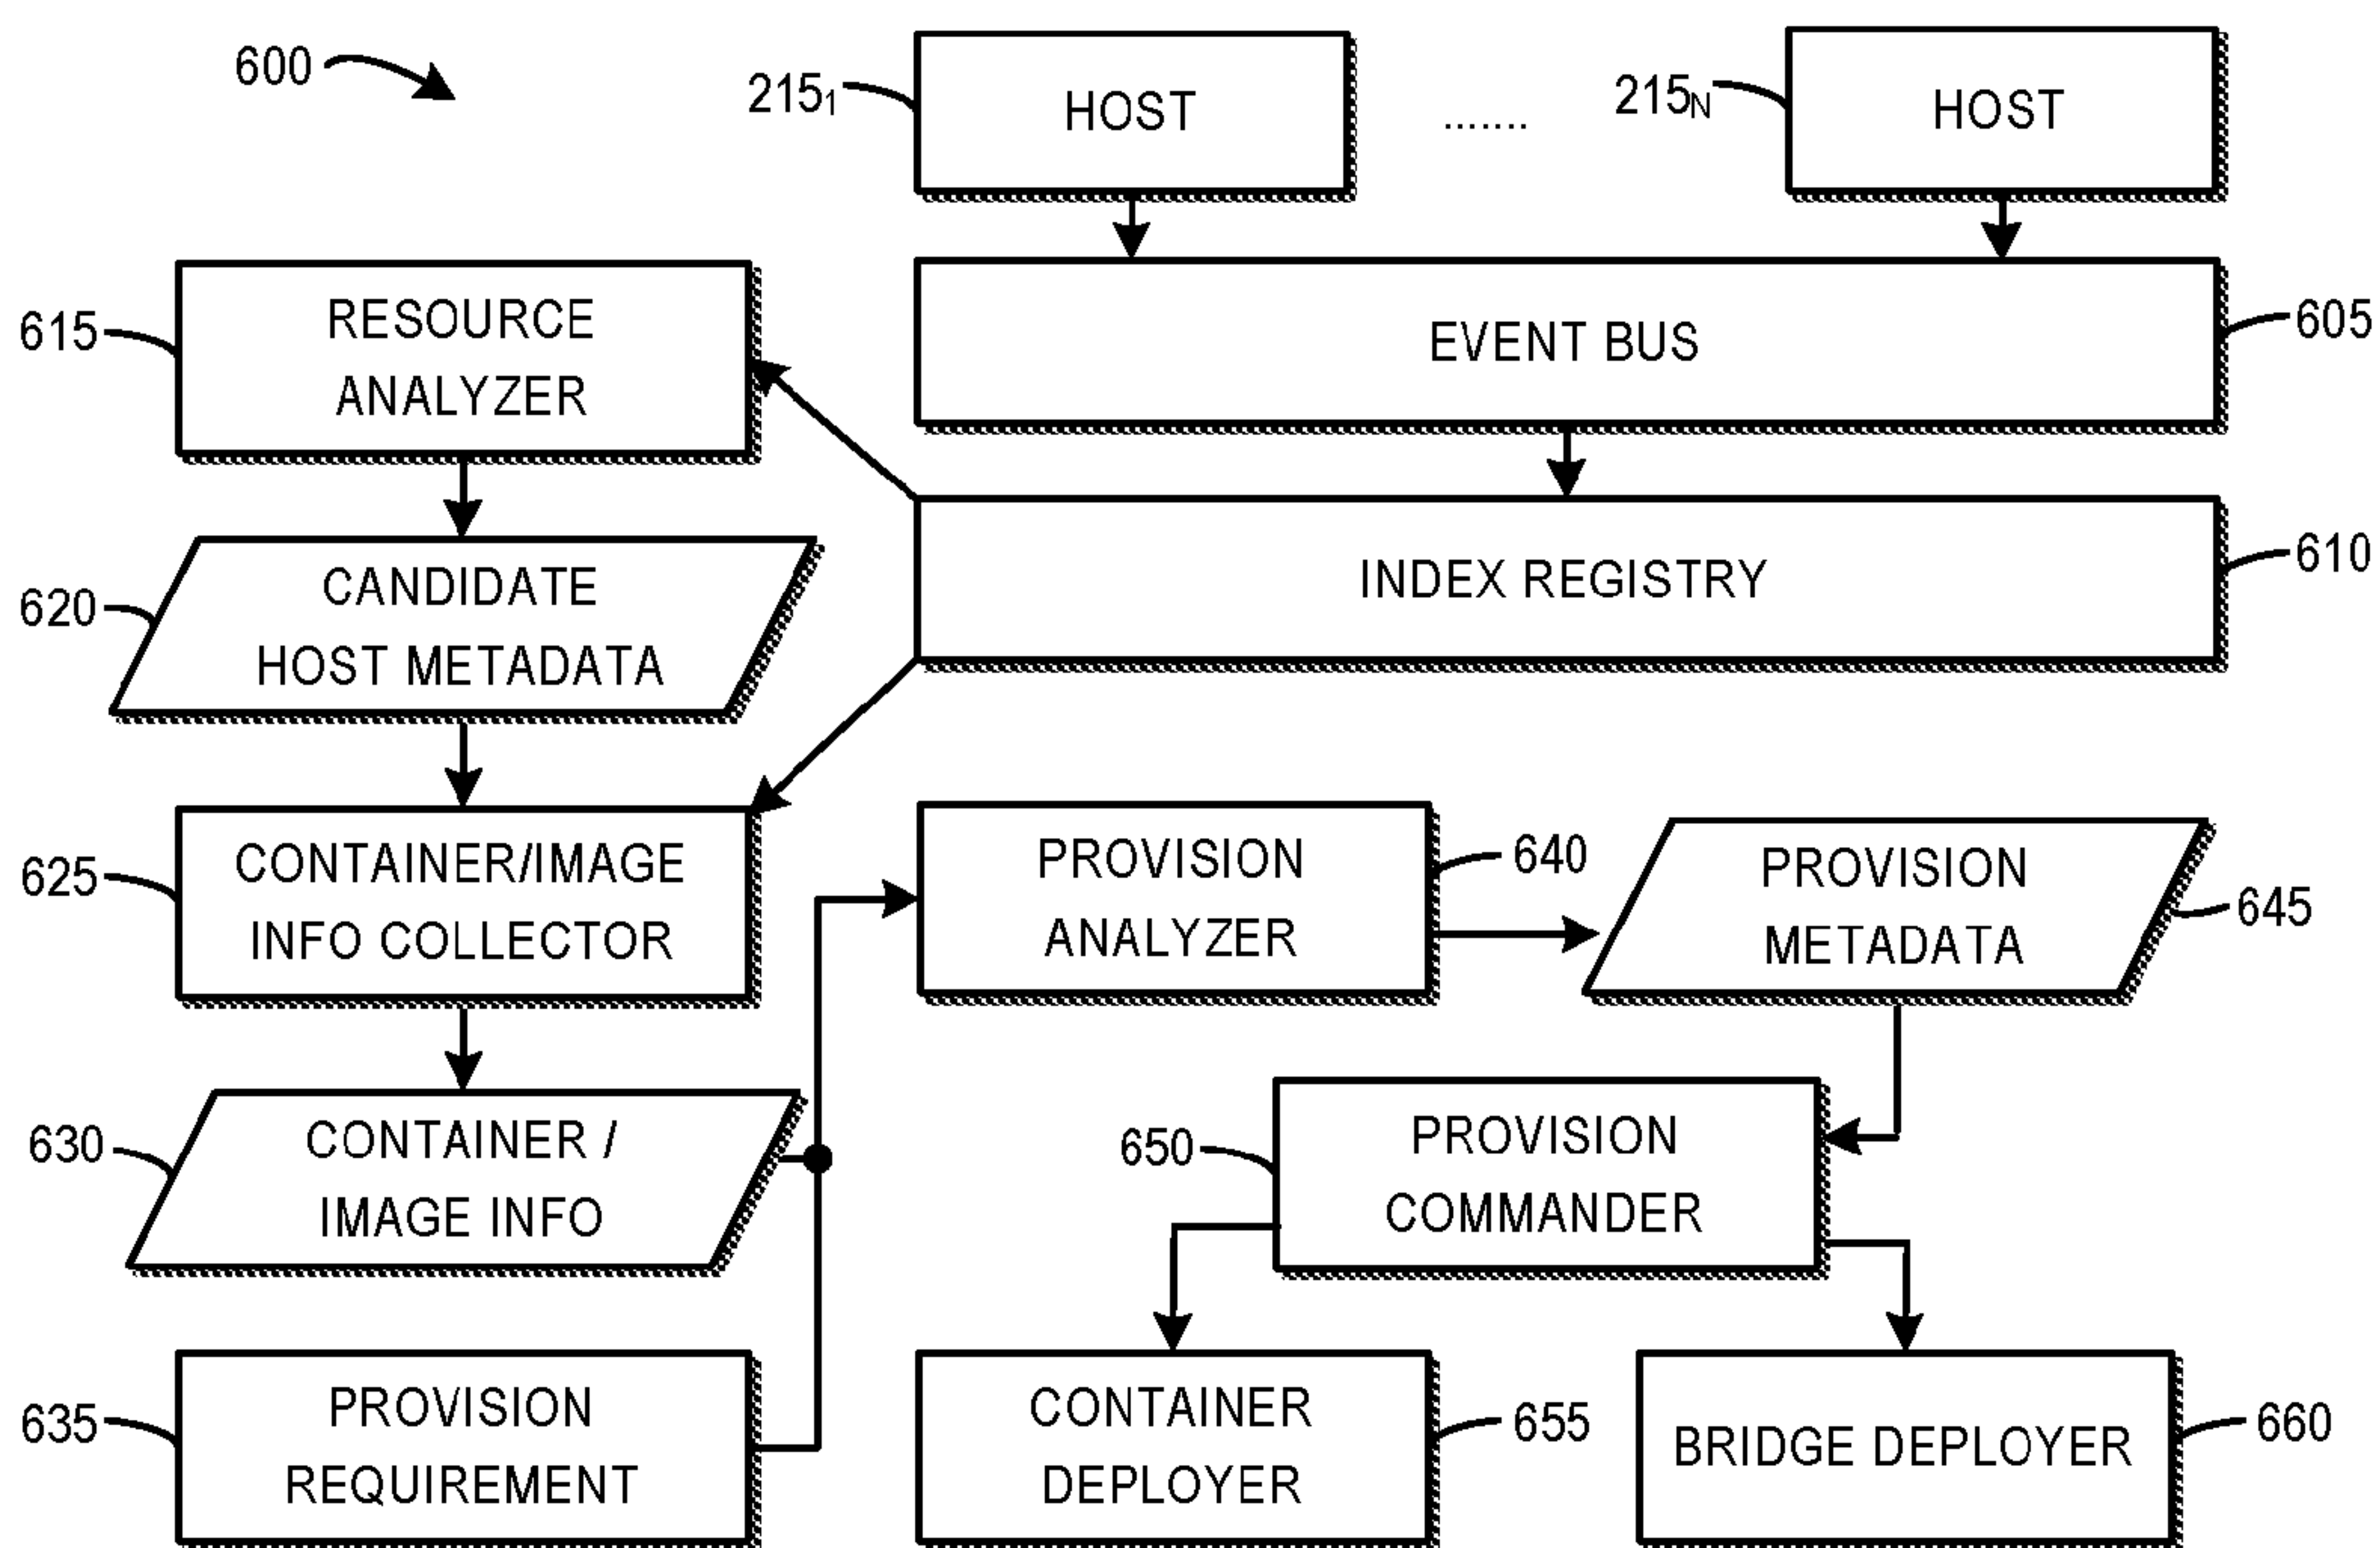 600
215₁
HOST
.......
215N
HOST
615
RESOURCE
ANALYZER
EVENT BUS
605
620
CANDIDATE
HOST METADATA
INDEX REGISTRY
610
625
CONTAINER/IMAGE
INFO COLLECTOR
PROVISION
ANALYZER
640
PROVISION
METADATA
645
630
CONTAINER /
IMAGE INFO
650
PROVISION
COMMANDER
635
PROVISION
REQUIREMENT
CONTAINER
DEPLOYER
655
BRIDGE DEPLOYER
660